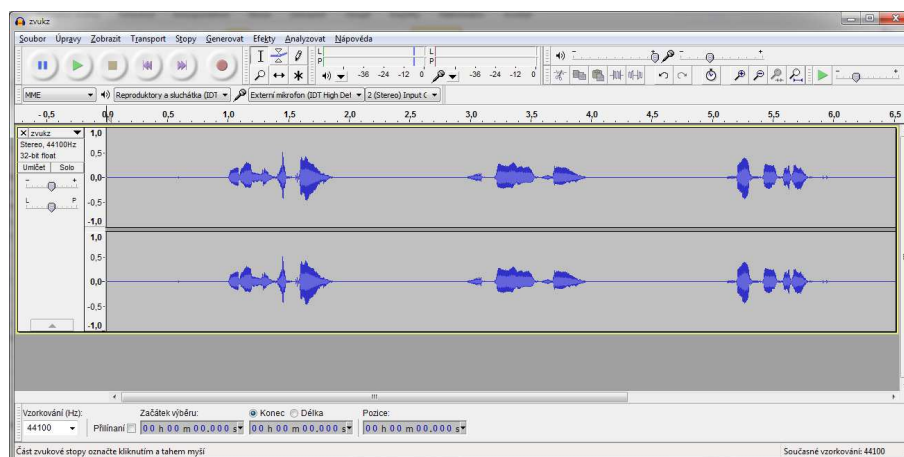 zvukz
Soubor Úpravy Zobrazit Transport Stopy Generovat Efekty Analyzovat Nápověda
L
P
-36 -24 -12 0
L
P
-36 -24 -12 0
MME Reproduktory a sluchátka (IDT Externí mikrofon (IDT High Def 2 (Stereo) Input C
-0,5 0,0 0,5 1,0 1,5 2,0 2,5 3,0 3,5 4,0 4,5 5,0 5,5 6,0 6,5
zvukz
Stereo, 44100Hz
32-bit float
Umlčet Solo
- +
L P
1,0
0,5-
0,0-
-0,5-
-1,0
1,0
0,5-
0,0-
-0,5-
-1,0
Vzorkování (Hz): Začátek výběru: Konec Délka Pozice:
44100 Přilínaní 00 h 00 m 00.000 s 00 h 00 m 00.000 s 00 h 00 m 00.000 s
Část zvukové stopy označte kliknutím a tahem myší Současné vzorkování: 44100